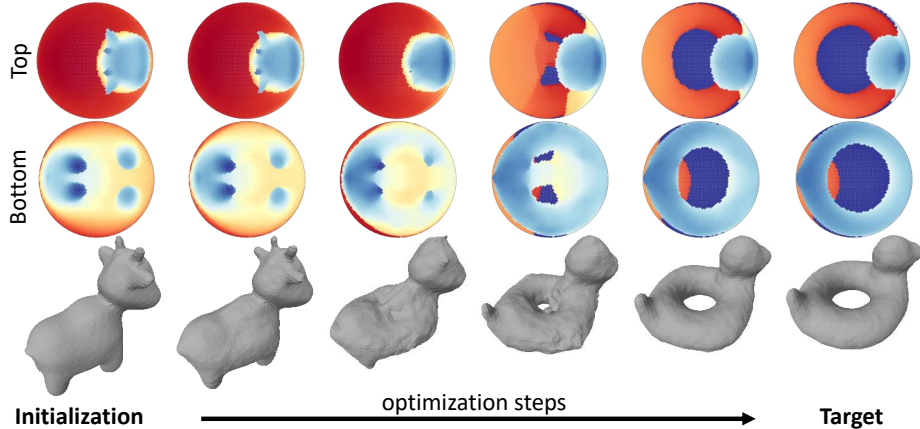 Top
Bottom
optimization steps
Initialization
Target